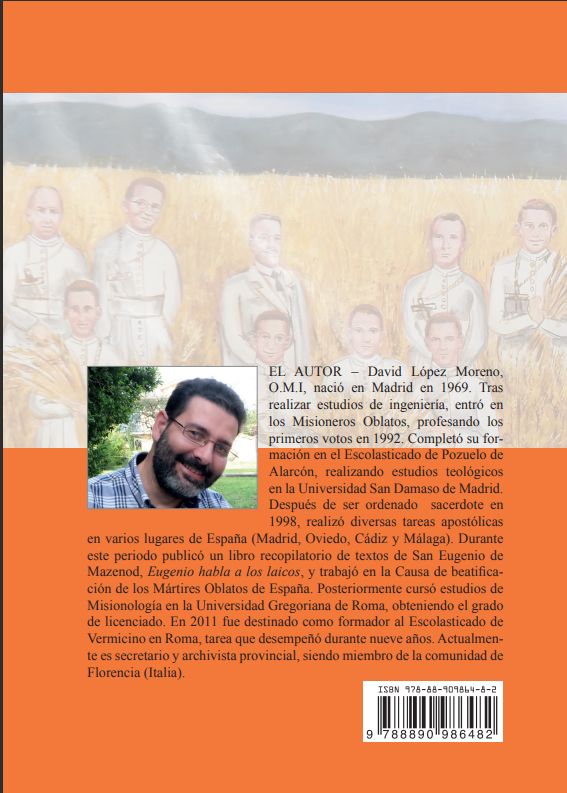 EL AUTOR – David López Moreno,
O.M.I, nació en Madrid en 1969. Tras
realizar estudios de ingeniería, entró en
los Misioneros Oblatos, profesando los
primeros votos en 1992. Completó su for-
mación en el Escolasticado de Pozuelo de
Alarcón, realizando estudios teológicos
en la Universidad San Damaso de Madrid.
Después de ser ordenado sacerdote en
1998, realizó diversas tareas apostólicas
en varios lugares de España (Madrid, Oviedo, Cádiz y Málaga). Durante
este periodo publicó un libro recopilatorio de textos de San Eugenio de
Mazenod, Eugenio habla a los laicos, y trabajó en la Causa de beatifica-
ción de los Mártires Oblatos de España. Posteriormente cursó estudios de
Misionología en la Universidad Gregoriana de Roma, obteniendo el grado
de licenciado. En 2011 fue destinado como formador al Escolasticado de
Vermicino en Roma, tarea que desempeñó durante nueve años. Actualmen-
te es secretario y archivista provincial, siendo miembro de la comunidad de
Florencia (Italia).
ISBN 978-88-909864-8-2
9 788890 986482